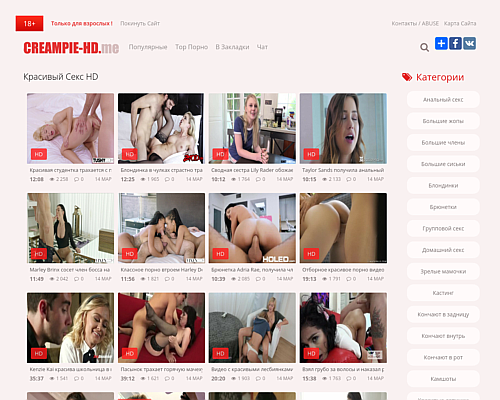 18+ Только для взрослых ! Покинуть Сайт Контакты / ABUSE Карта Сайта
CREAMPIE-HD.me Популярные Top Порно В Закладки Чат
Красивый Секс HD
Категории
HD HD HD HD
Красивая студентка трахается с п Блондинка в чулках страстно тра Сводная сестра Lily Rader обожае Taylor Sands получила анальный
12:08 2 258 0 14 МАР 12:25 1 965 0 14 МАР 10:12 1 764 0 14 МАР 10:15 2 133 0 14 МАР
HD HD HD HD
HOLED
Marley Brinx сосет член босса на Классное порно втроем Harley De Брюнетка Adria Rae, получила чл Отборное красивое порно видео
11:49 2 042 0 14 МАР 11:56 1 821 0 14 МАР 10:39 2 085 0 14 МАР 19:13 1 791 0 14 МАР
HD HD HD HD
Kenzie Kai красива школьница в Пасынок трахает горячую мачех Видео с красивыми лесбиянками Взял грубо за волосы и наказал р
35:37 1 541 0 14 МАР 39:12 1 621 0 14 МАР 20:20 1 903 0 14 МАР 15:38 1 763 0 14 МАР
Анальный секс
Большие жопы
Большие члены
Большие сиськи
Блондинки
Брюнетки
Групповой секс
Домашний секс
Зрелые мамочки
Кастинг
Кончают в задницу
Кончают внутрь
Кончают в рот
Камшоты